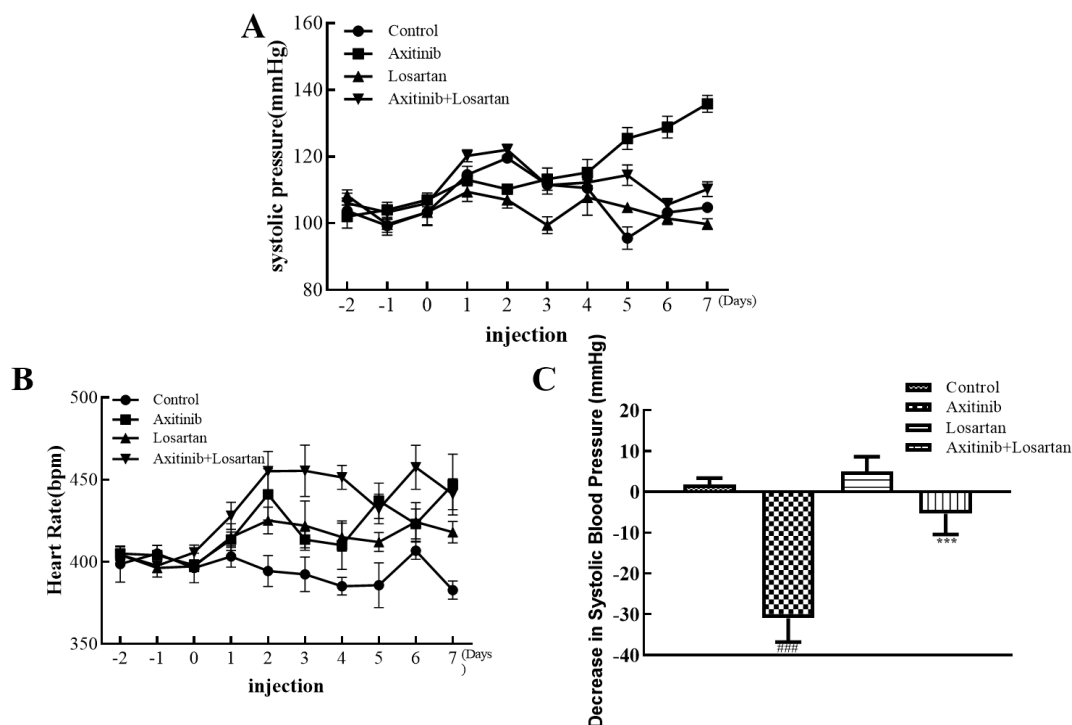 A
systolic pressure(mmHg)
160
140
120
100
80
Control
Axitinib
Losartan
Axitinib+Losartan
-2 -1 0 1 2 3 4 5 6 7 (Days)
injection
B
Heart Rate(bpm)
500
450
400
350
Control
Axitinib
Losartan
Axitinib+Losartan
-2 -1 0 1 2 3 4 5 6 7 (Days
)
injection
C
Decrease in Systolic Blood Pressure (mmHg)
20
10
0
-10
-20
-30
-40
Control
Axitinib
Losartan
Axitinib+Losartan
###
***